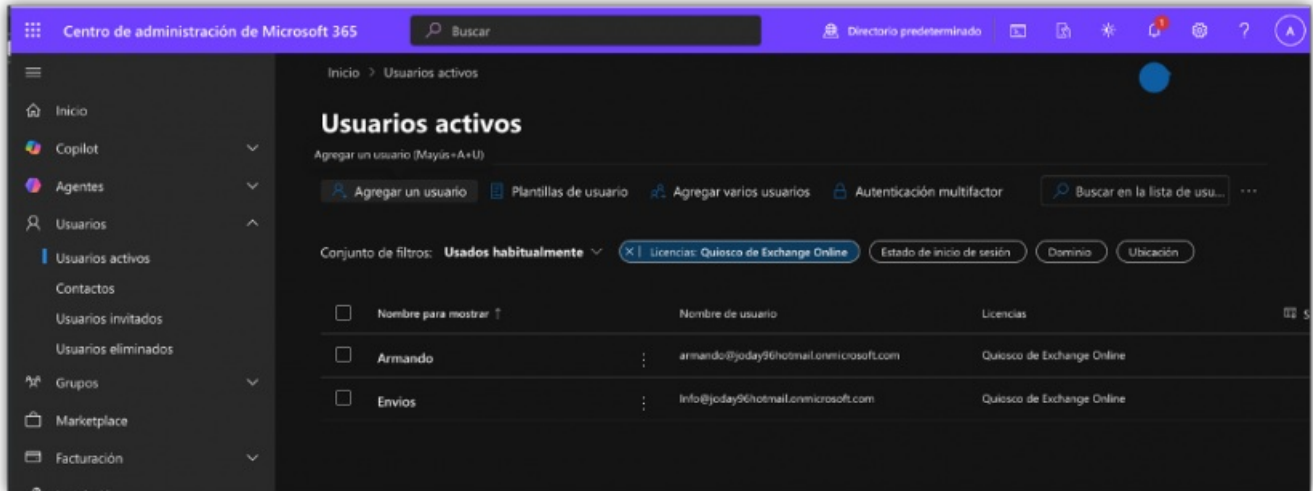 Centro de administración de Microsoft 365
Buscar
Directorio predeterminado
1
?
A
Inicio > Usuarios activos
Inicio
Copilot
Agentes
Usuarios
Usuarios activos
Contactos
Usuarios invitados
Usuarios eliminados
Grupos
Marketplace
Facturación
Usuarios activos
Agregar un usuario (Mayús+A+U)
Agregar un usuario
Plantillas de usuario
Agregar varios usuarios
Autenticación multifactor
Buscar en la lista de usu...
Conjunto de filtros: Usados habitualmente
Licencias: Quiosco de Exchange Online
Estado de inicio de sesión
Dominio
Ubicación
Nombre para mostrar ↑ Nombre de usuario Licencias
Armando armando@joday96hotmail.onmicrosoft.com Quiosco de Exchange Online
Envios Info@joday96hotmail.onmicrosoft.com Quiosco de Exchange Online